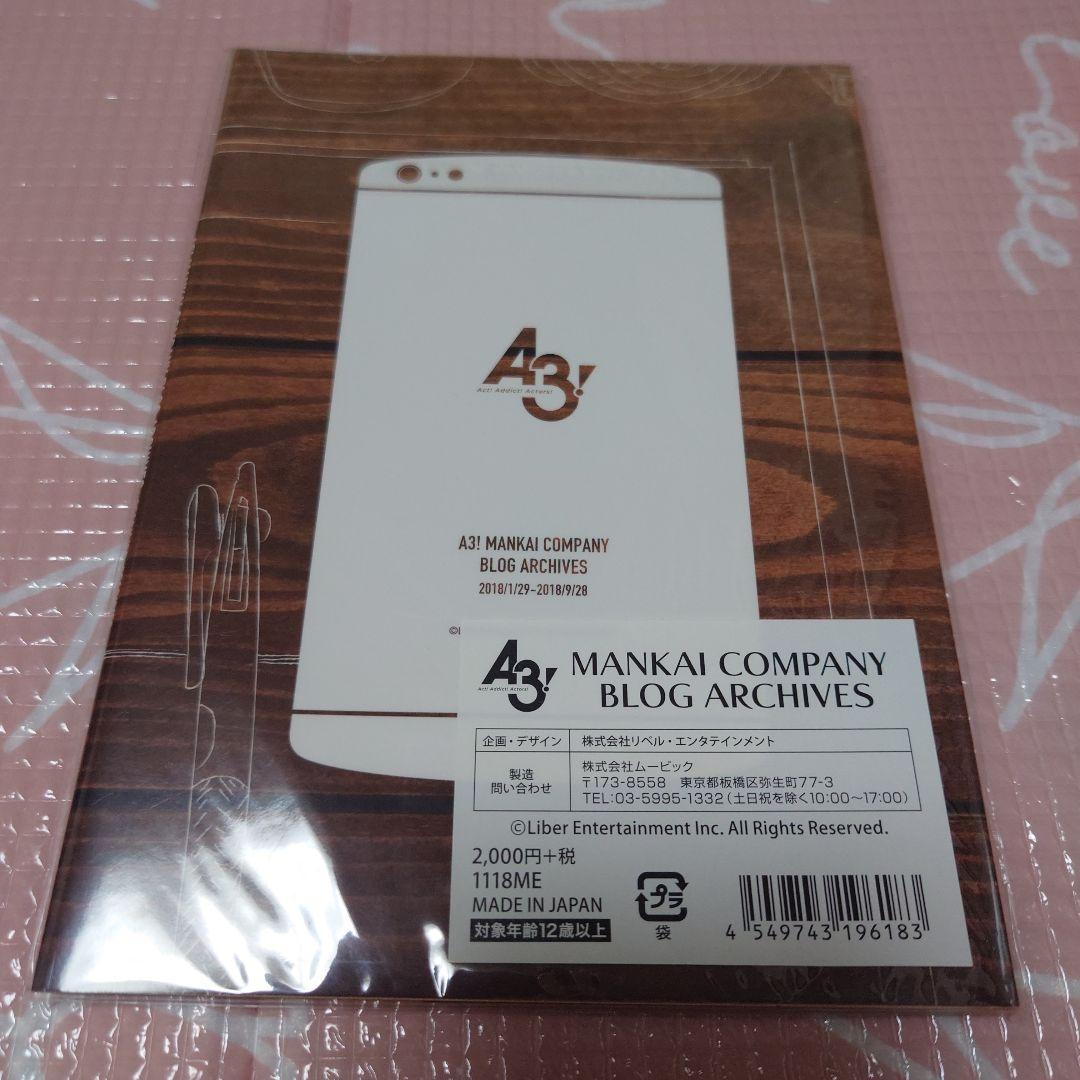 A3!
Act! Addict! Actors!
A3! MANKAI COMPANY
BLOG ARCHIVES
2018/1/29~2018/9/28
©L
A3!
Act! Addict! Actors!
MANKAI COMPANY
BLOG ARCHIVES
企画・デザイン 株式会社リベル・エンタテインメント
製造
問い合わせ
株式会社ムービック
〒173-8558 東京都板橋区弥生町77-3
TEL:03-5995-1332(土日祝を除く10:00〜17:00)
©Liber Entertainment Inc. All Rights Reserved.
2,000円+税
1118ME
MADE IN JAPAN
対象年齢12歳以上
プラ
袋
4 549743 196183